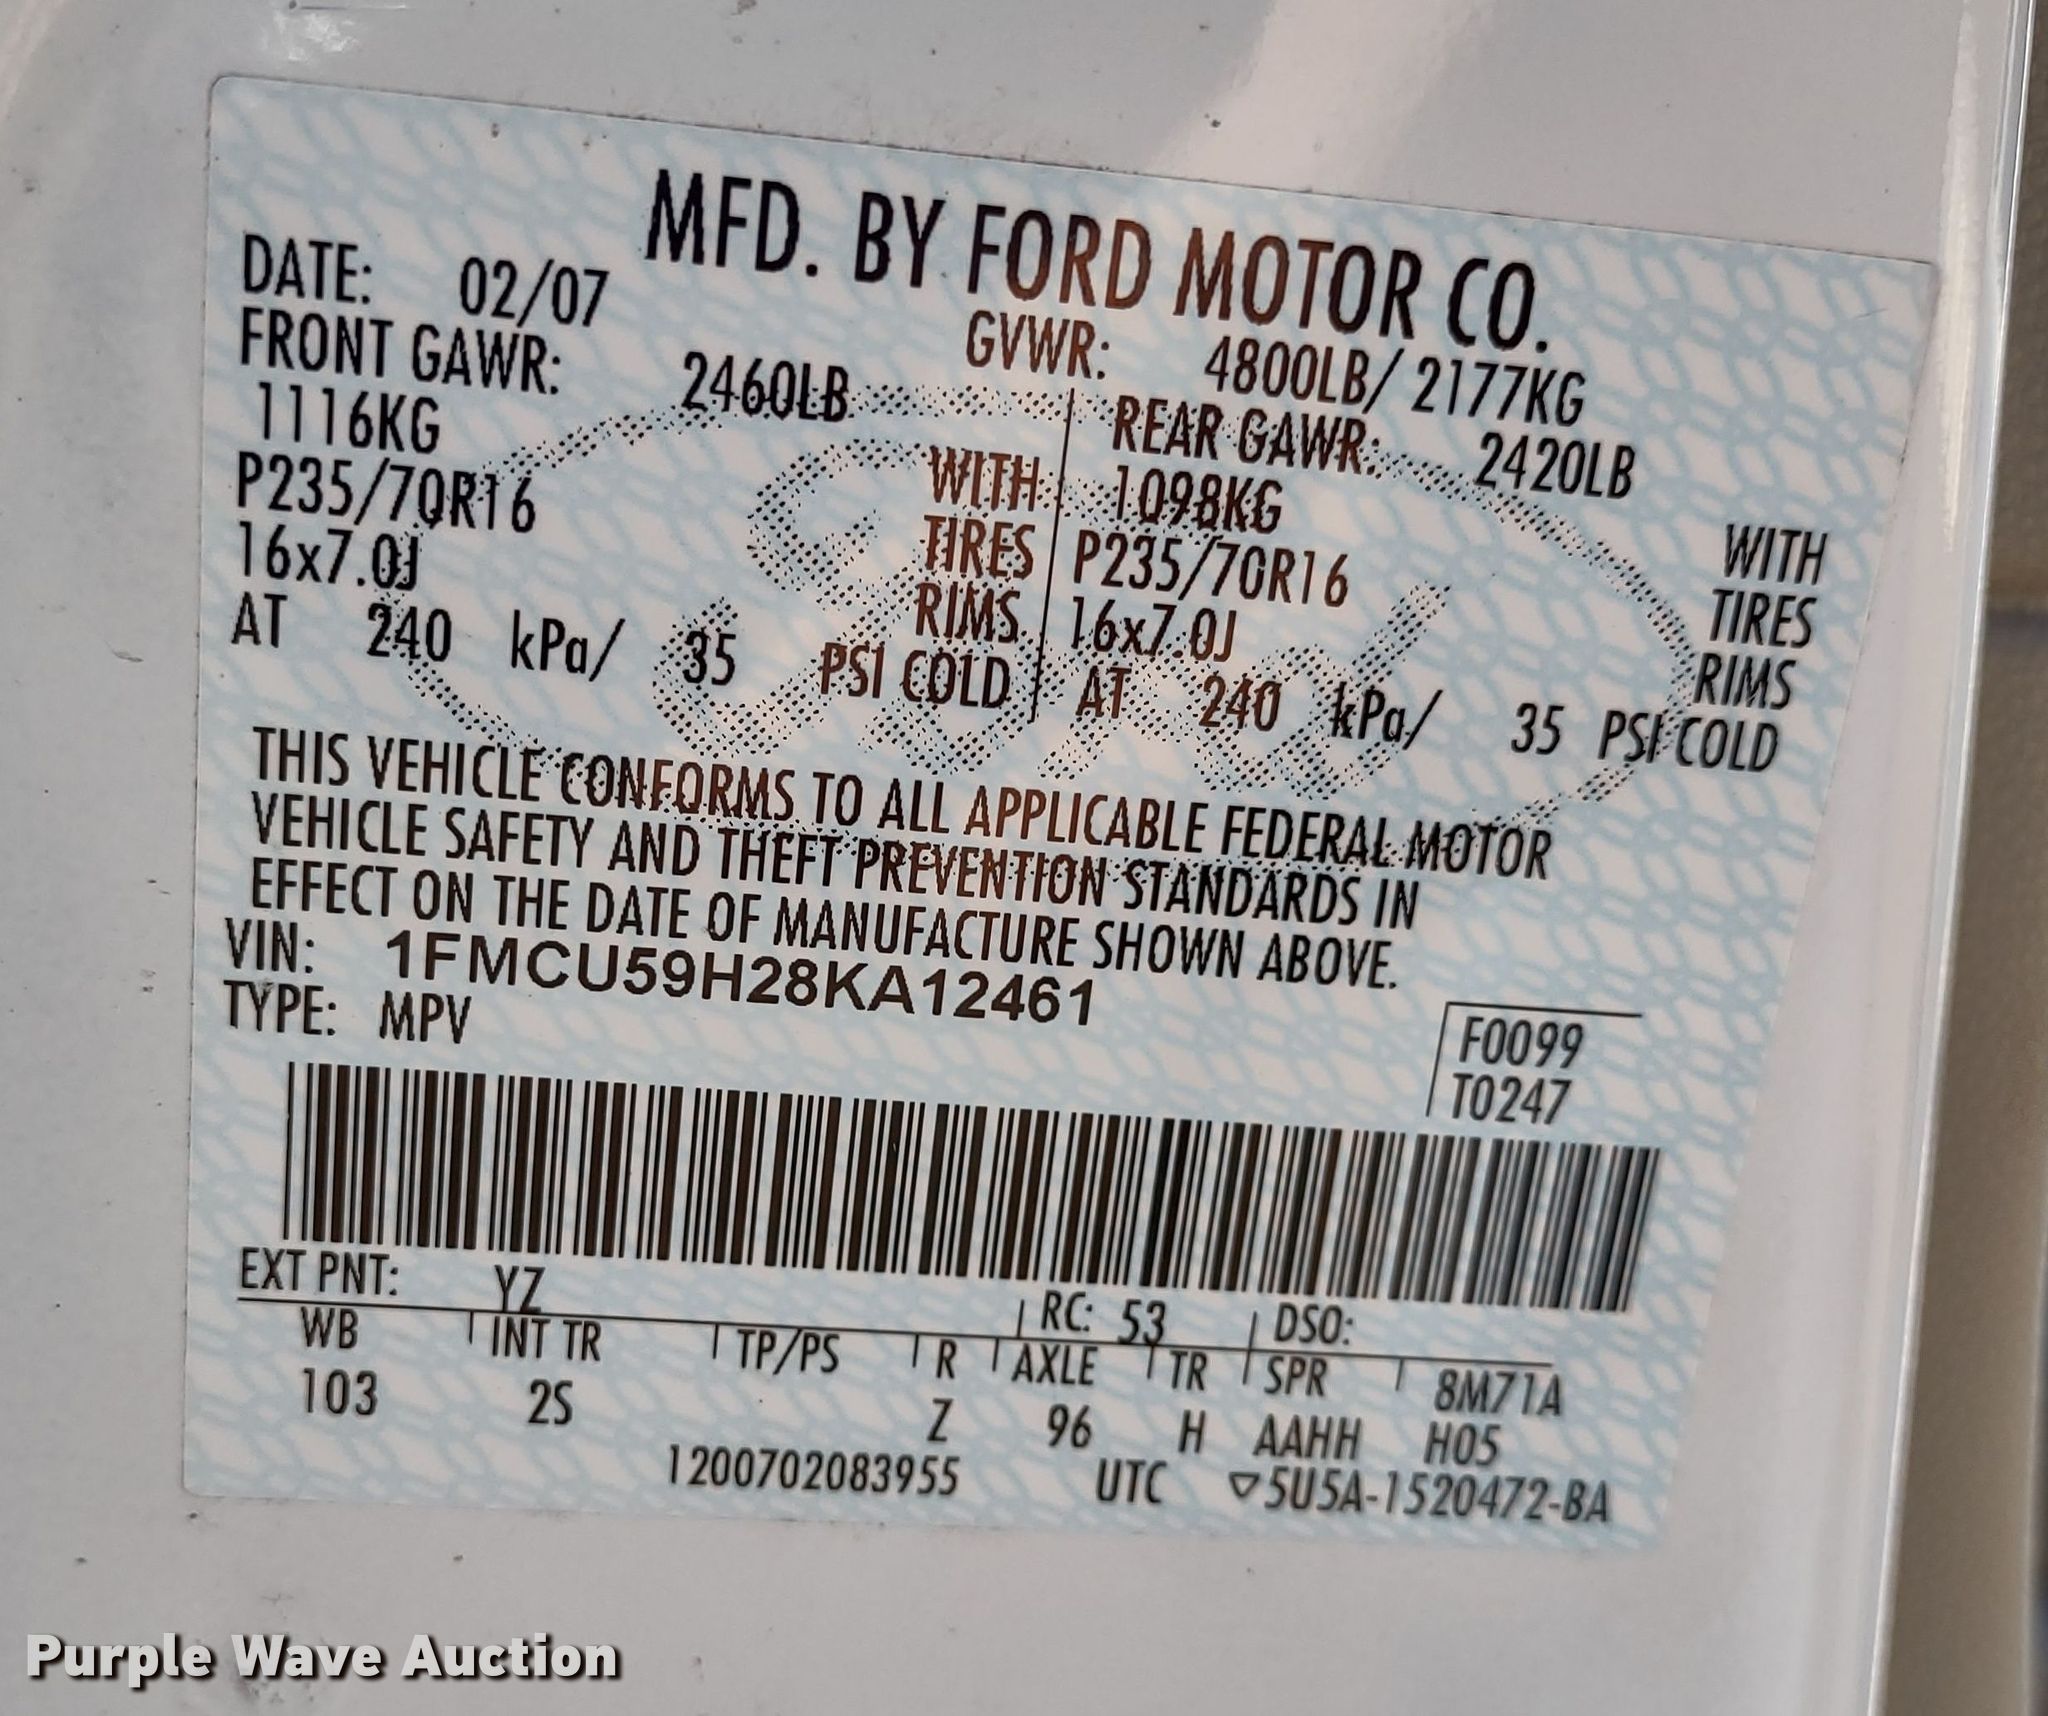 MFD. BY FORD MOTOR CO.
DATE: 02/07 GVWR: 4800LB/ 2177KG
FRONT GAWR: 2460LB REAR GAWR: 2420LB
1116KG WITH 1098KG WITH
P235/70R16 TIRES P235/70R16 TIRES
16x7.0J RIMS 16x7.0J RIMS
AT 240 kPa/ 35 PSI COLD AT 240 kPa/ 35 PSI COLD
THIS VEHICLE CONFORMS TO ALL APPLICABLE FEDERAL MOTOR
VEHICLE SAFETY AND THEFT PREVENTION STANDARDS IN
EFFECT ON THE DATE OF MANUFACTURE SHOWN ABOVE.
VIN: 1FMCU59H28KA12461
TYPE: MPV
F0099
T0247
EXT PNT: YZ RC: 53 DSO:
WB INT TR TP/PS R AXLE TR SPR 8M71A
103 2S Z 96 H AAHH H05
1200702083955 UTC ▽5U5A-1520472-BA
Ford
Purple Wave Auction